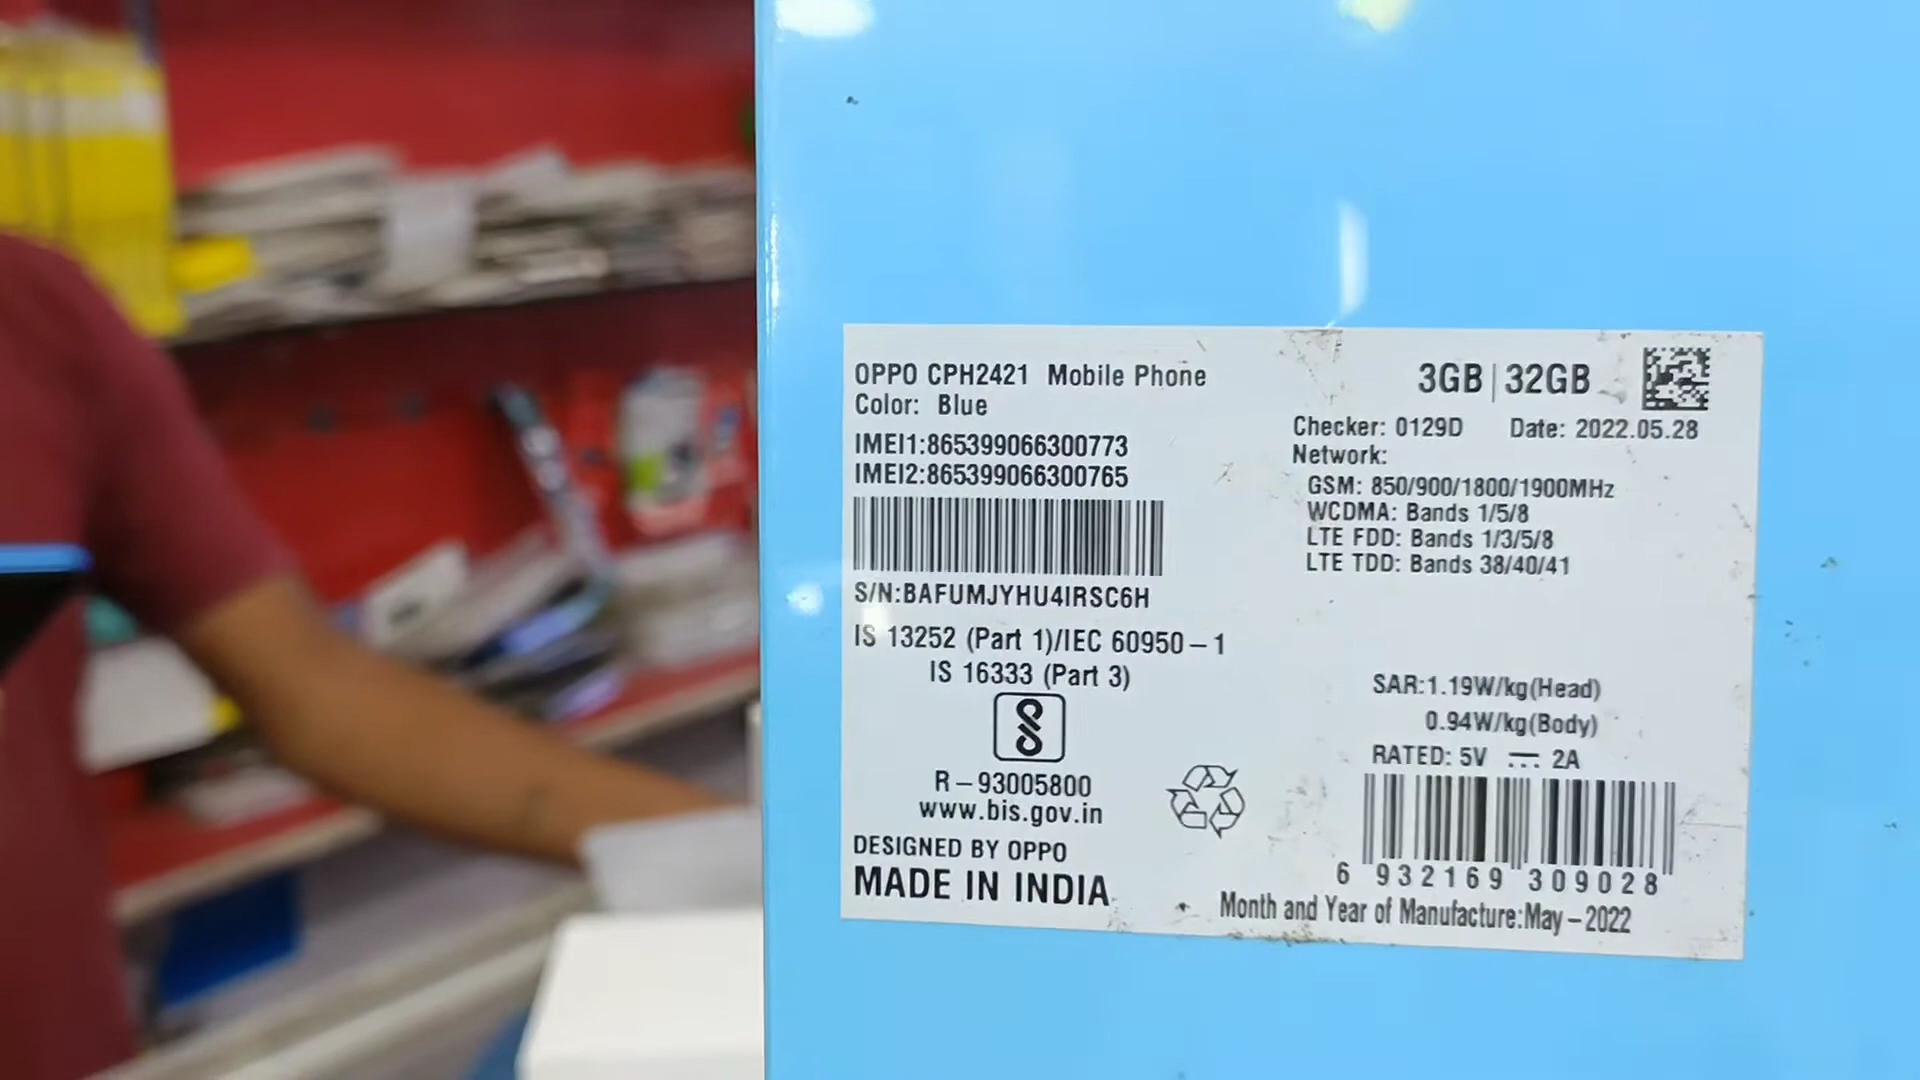 OPPO CPH2421 Mobile Phone
Color: Blue
IMEI1:865399066300773
IMEI2:865399066300765
S/N:BAFUMJYHU4IRSC6H
IS 13252 (Part 1)/IEC 60950-1
IS 16333 (Part 3)
R-93005800
www.bis.gov.in
DESIGNED BY OPPO
MADE IN INDIA
3GB | 32GB
Checker: 0129D Date: 2022.05.28
Network:
GSM: 850/900/1800/1900MHz
WCDMA: Bands 1/5/8
LTE FDD: Bands 1/3/5/8
LTE TDD: Bands 38/40/41
SAR:1.19W/kg(Head)
0.94W/kg(Body)
RATED: 5V ⎓ 2A
6 932169 309028
Month and Year of Manufacture:May-2022